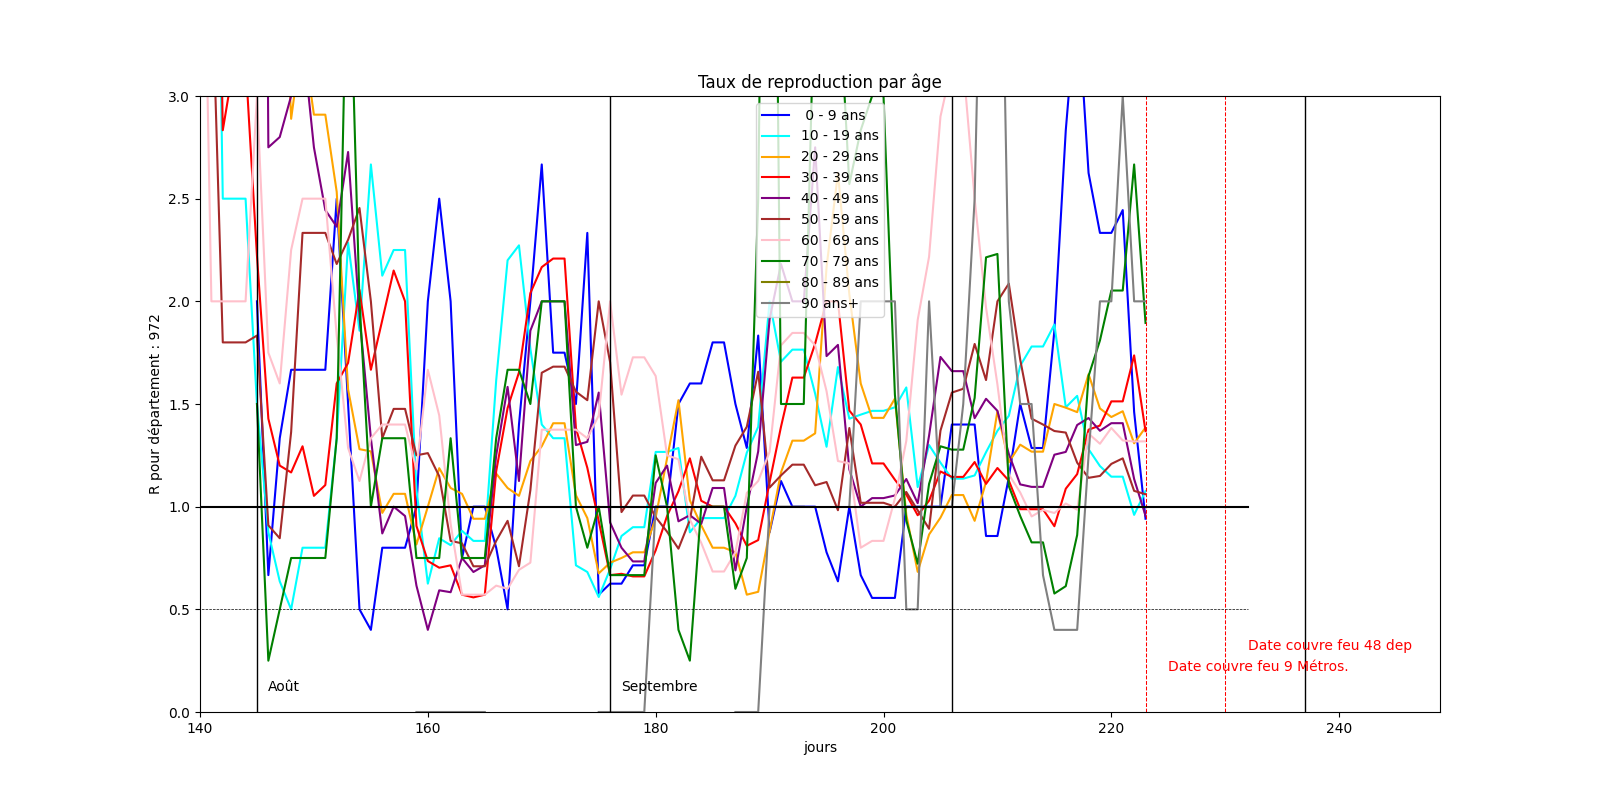 Taux de reproduction par âge
R pour département : 972
3.0
2.5
2.0
1.5
1.0
0.5
0.0
0 - 9 ans
10 - 19 ans
20 - 29 ans
30 - 39 ans
40 - 49 ans
50 - 59 ans
60 - 69 ans
70 - 79 ans
80 - 89 ans
90 ans+
Date couvre feu 48 dep
Date couvre feu 9 Métros.
Août
Septembre
140
160
180
200
220
240
jours